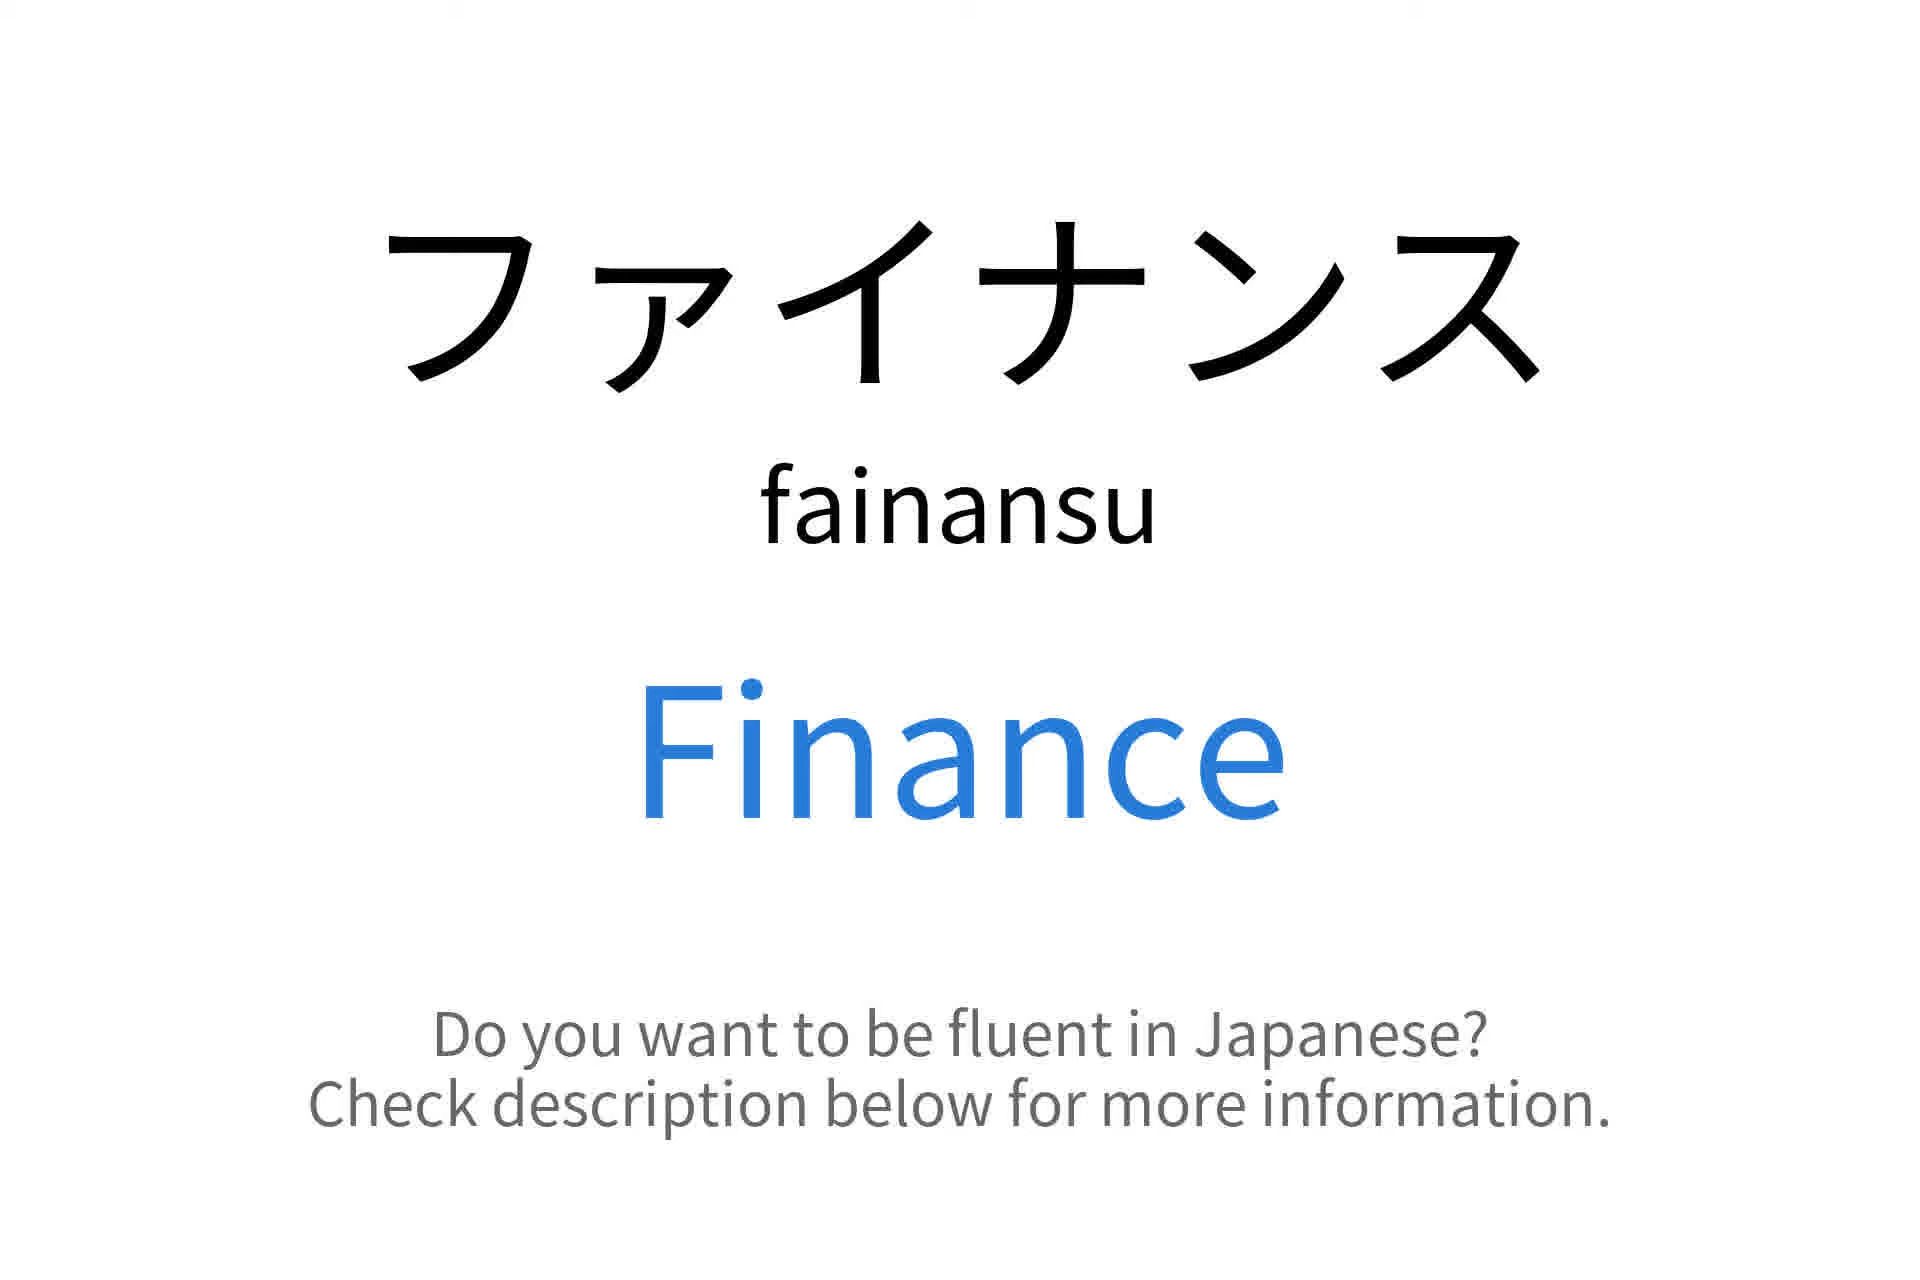 ファイナンス
fainansu
Finance
Do you want to be fluent in Japanese?
Check description below for more information.